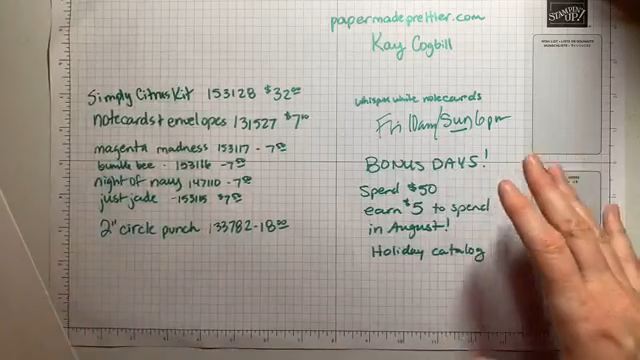 papermadeprettier.com
Kay Cogbill
STAMPIN' UP!
Simply Citrus Kit 153128 $32.00
notecards & envelopes 131527 $7.00
magenta madness 153117 - 7.00
bumble bee - 153116 - 7.00
night of navy 147110 - 7.00
just jade - 153115 $7.00
2" circle punch 133782 - 18.00
whisper white notecards
Fri 10am/Sun 6pm
BONUS DAYS!
Spend $50
earn $5 to spend
in August!
Holiday catalog